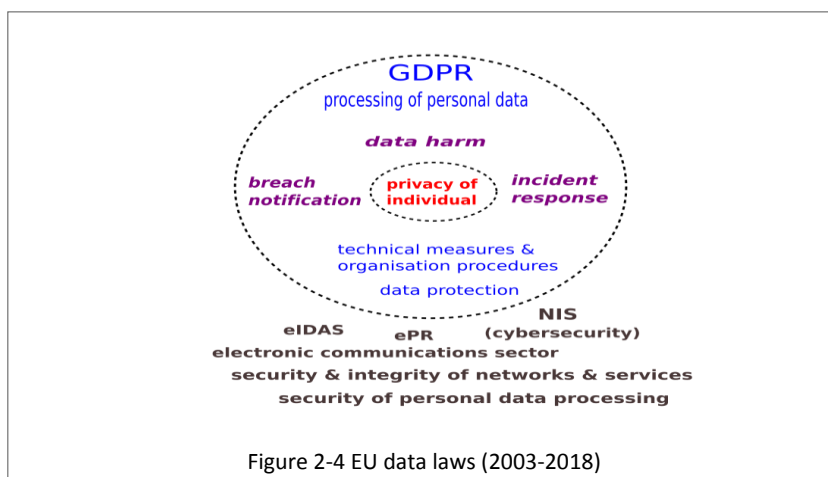 GDPR
processing of personal data
data harm
breach
notification
privacy of
individual
incident
response
technical measures &
organisation procedures
data protection
eIDAS
ePR
NIS
(cybersecurity)
electronic communications sector
security & integrity of networks & services
security of personal data processing
Figure 2-4 EU data laws (2003-2018)